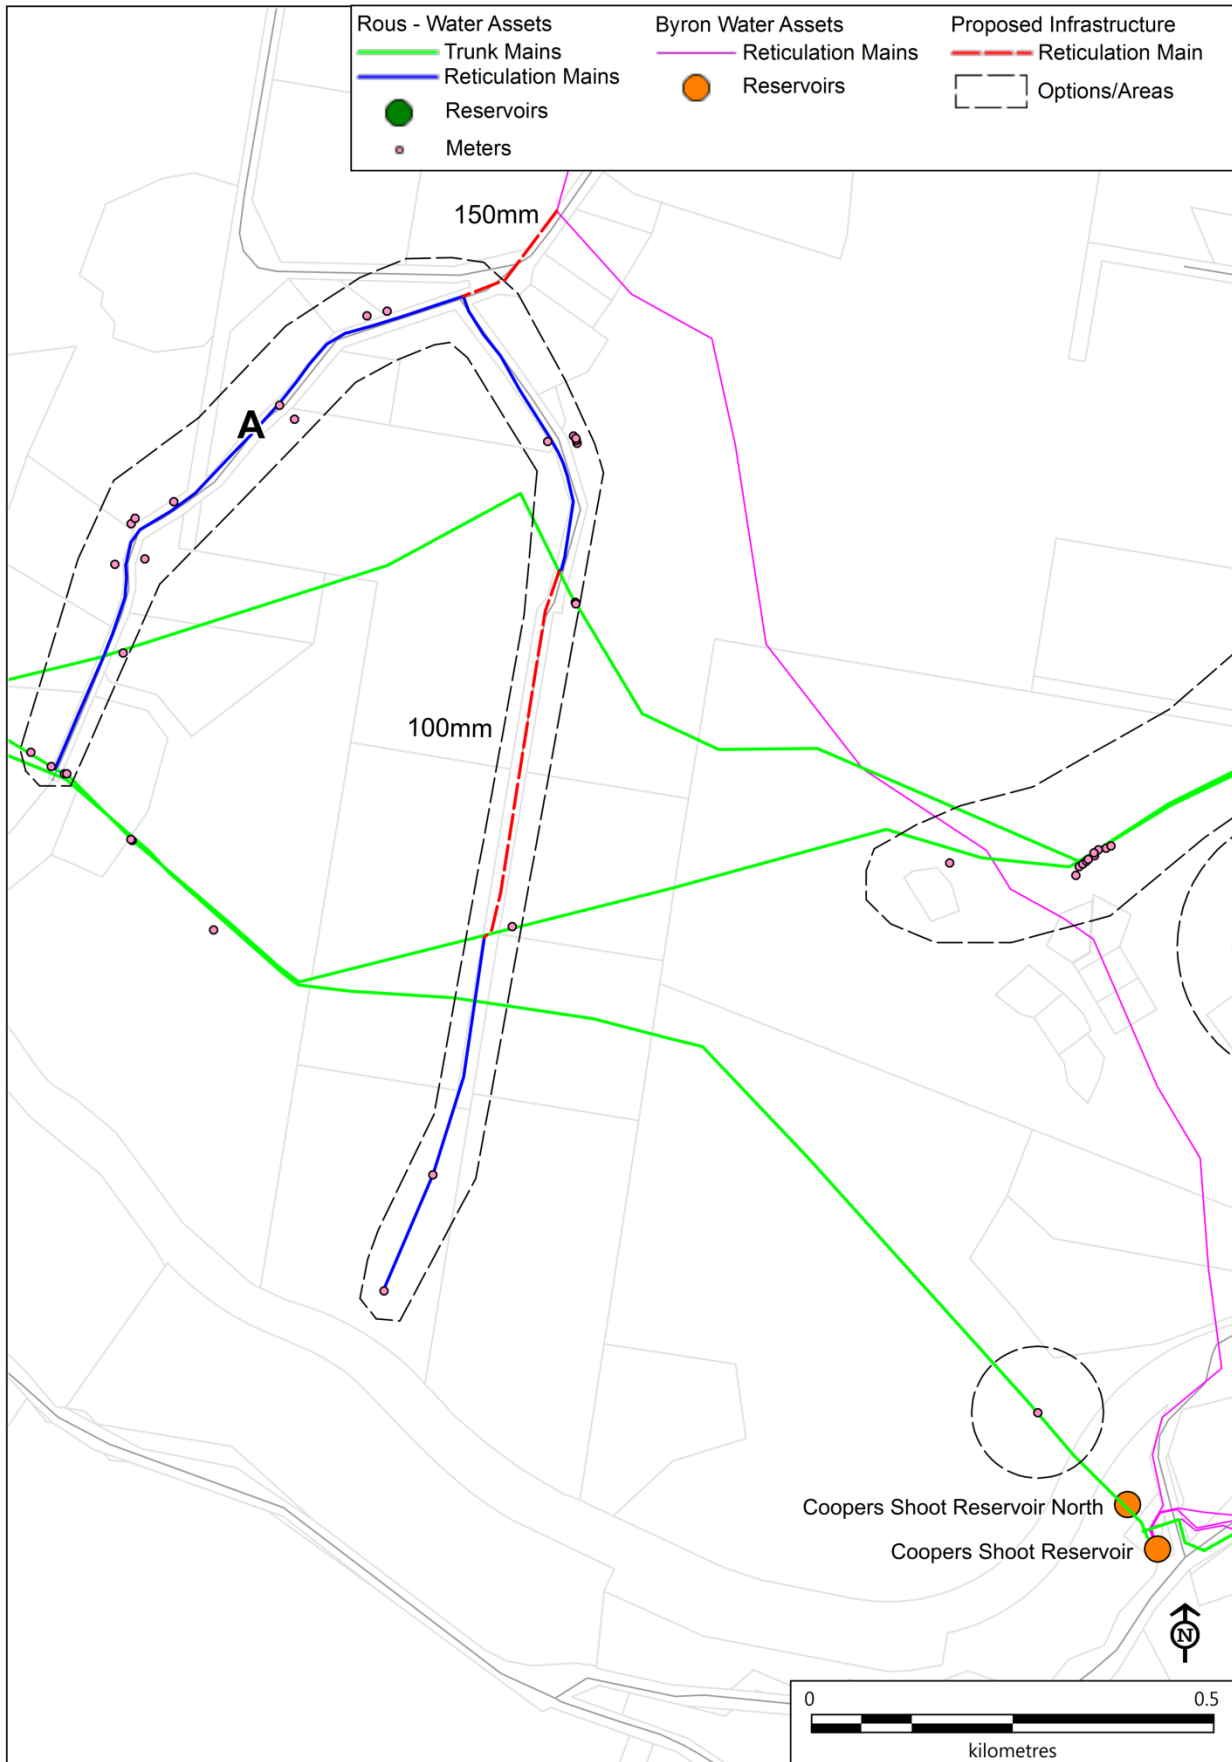 Rous - Water Assets
Trunk Mains
Reticulation Mains
Reservoirs
Meters
Byron Water Assets
Reticulation Mains
Reservoirs
Proposed Infrastructure
Reticulation Main
Options/Areas
150mm
A
100mm
Coopers Shoot Reservoir North
Coopers Shoot Reservoir
N
0 0.5
kilometres